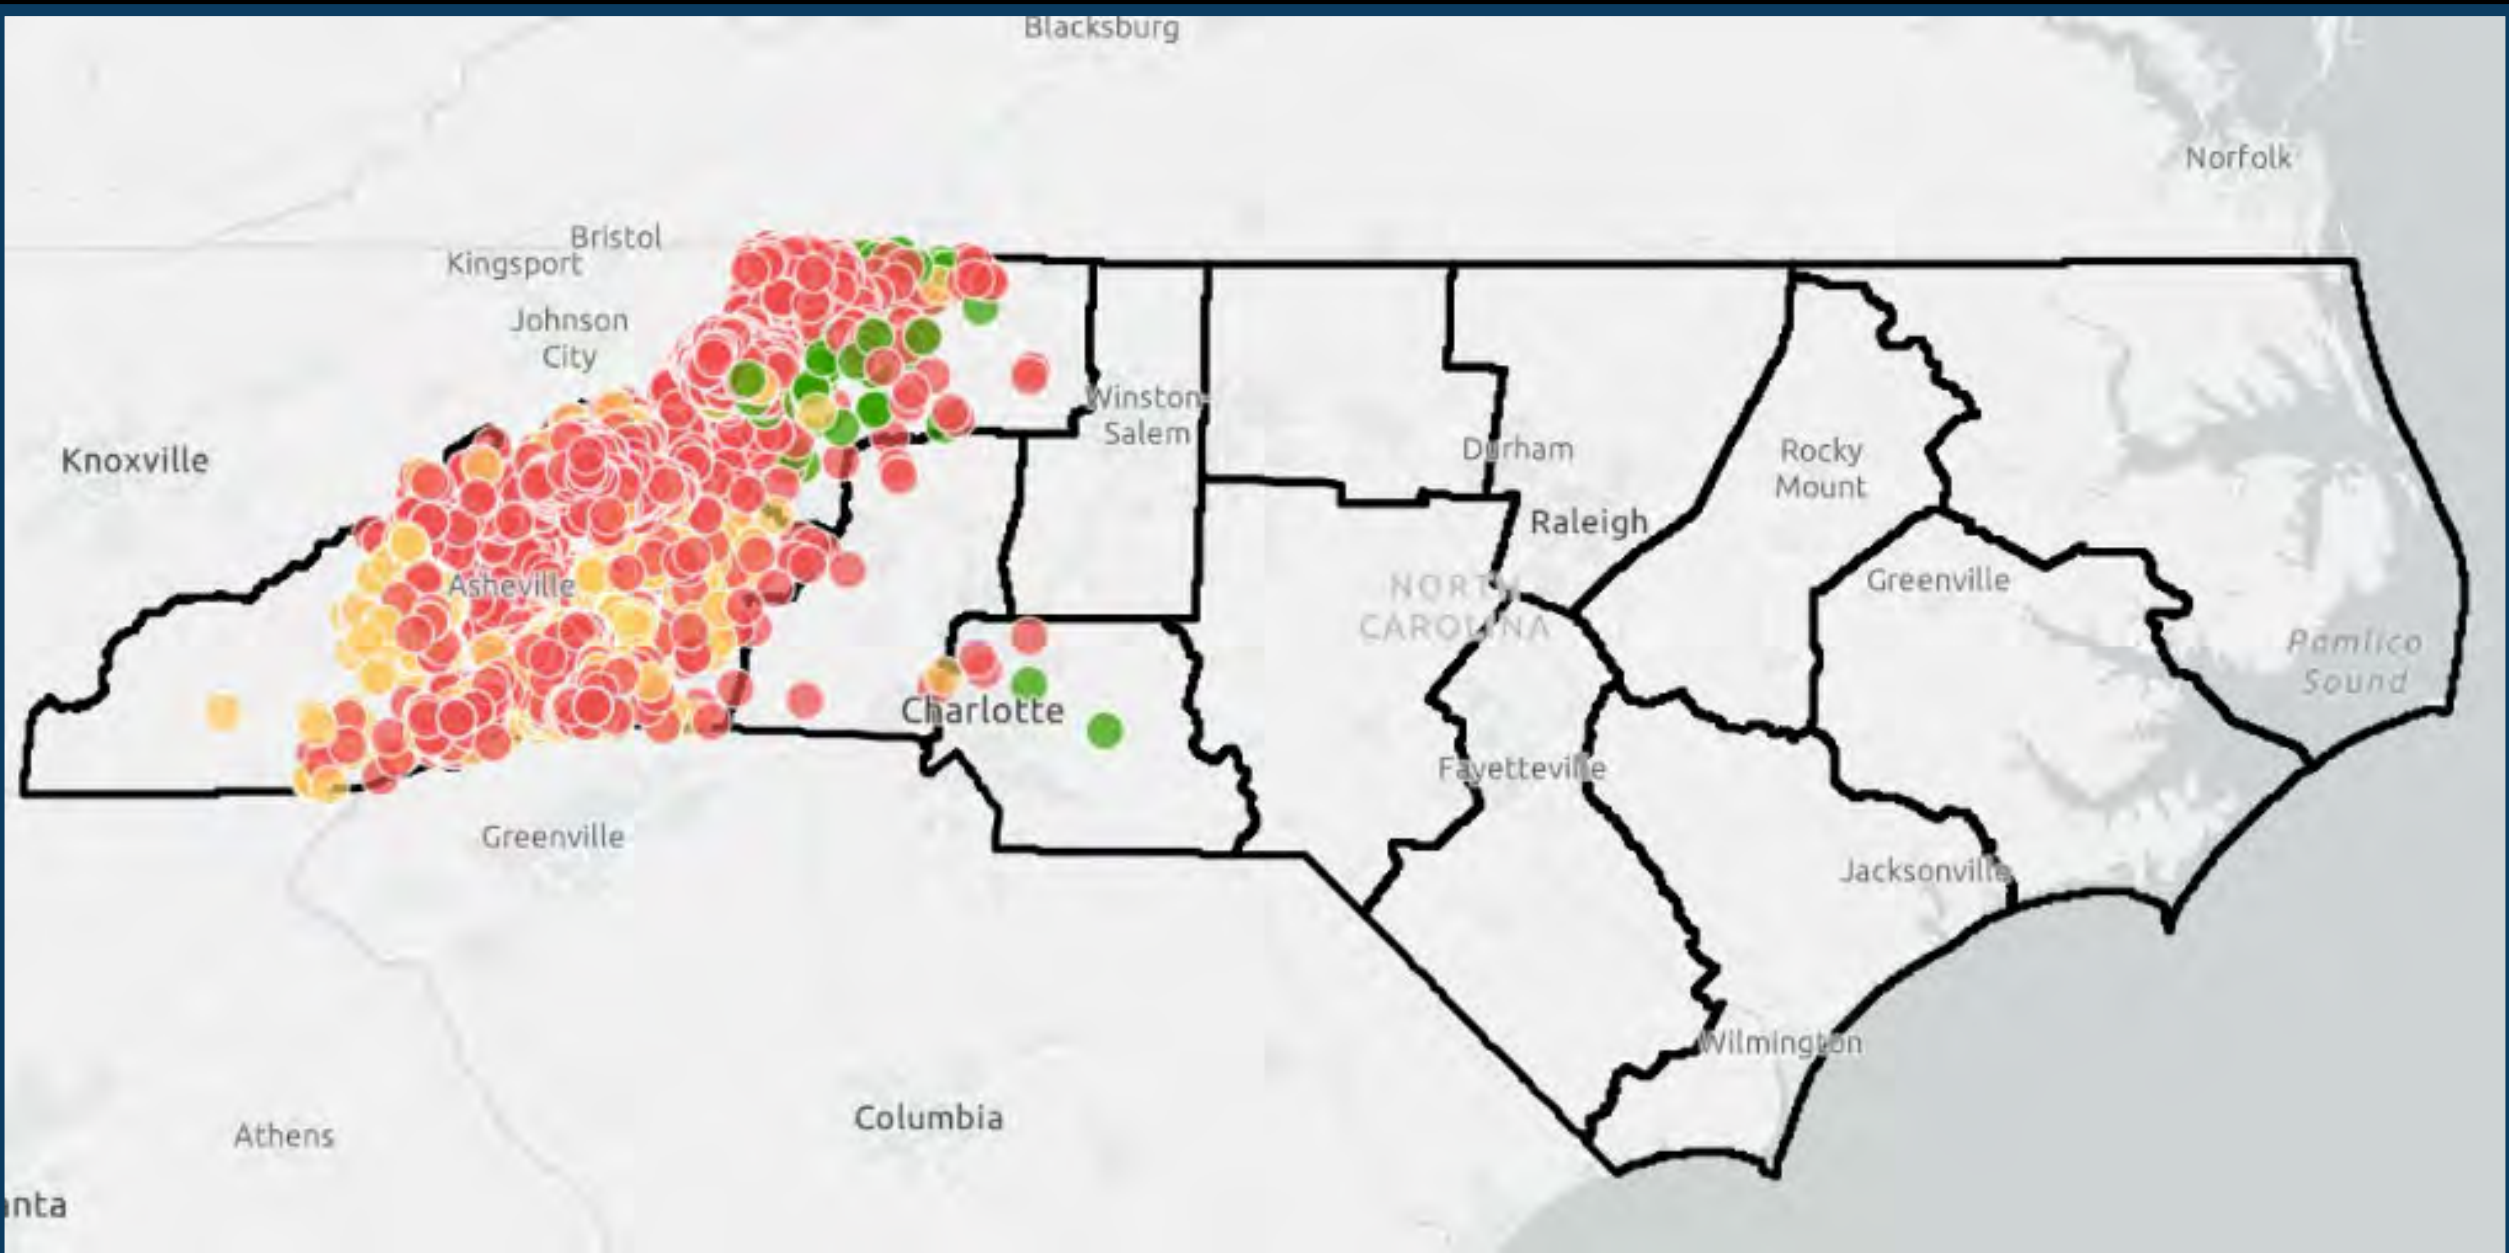 Blacksburg
Norfolk
Bristol
Kingsport
Johnson
City
Winston-
Salem
Knoxville
Durham
Rocky
Mount
Raleigh
Asheville
NORTH
CAROLINA
Greenville
Pamlico
Sound
Charlotte
Fayetteville
Greenville
Jacksonville
Wilmington
Columbia
Athens
anta